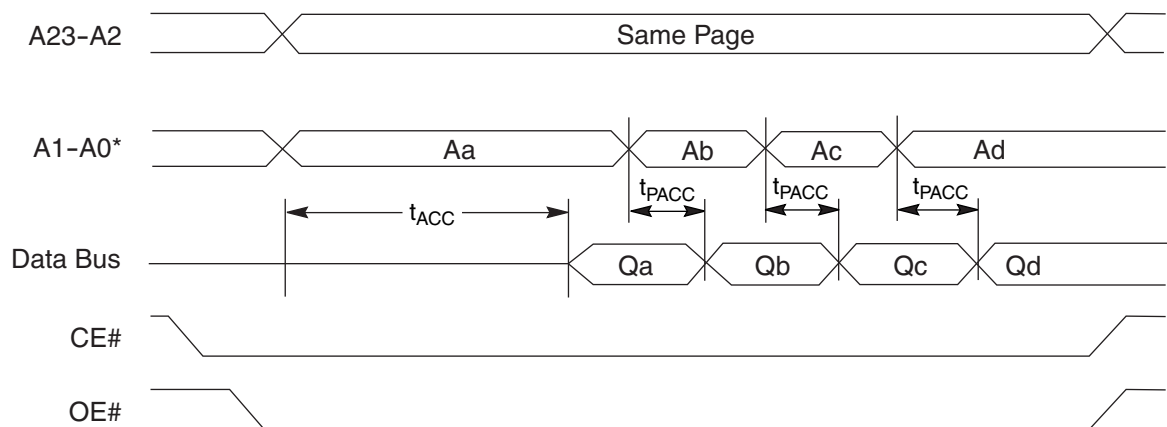 A23–A2
Same Page
A1–A0*
Aa
Ab
Ac
Ad
tACC
tPACC
tPACC
tPACC
Data Bus
Qa
Qb
Qc
Qd
CE#
OE#